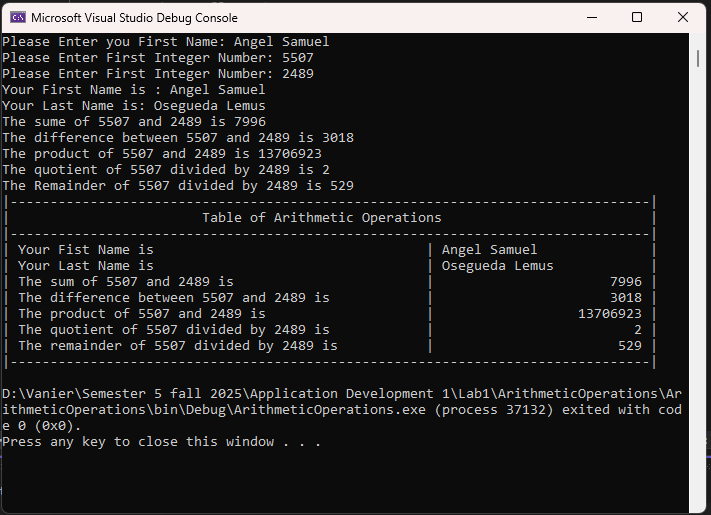 Microsoft Visual Studio Debug Console
Please Enter you First Name: Angel Samuel
Please Enter First Integer Number: 5507
Please Enter First Integer Number: 2489
Your First Name is : Angel Samuel
Your Last Name is: Osegueda Lemus
The sume of 5507 and 2489 is 7996
The difference between 5507 and 2489 is 3018
The product of 5507 and 2489 is 13706923
The quotient of 5507 divided by 2489 is 2
The Remainder of 5507 divided by 2489 is 529
|--------------------------------------------------------------------------------|
| Table of Arithmetic Operations |
|--------------------------------------------------------------------------------|
| Your Fist Name is | Angel Samuel |
| Your Last Name is | Osegueda Lemus |
| The sum of 5507 and 2489 is | 7996 |
| The difference between 5507 and 2489 is | 3018 |
| The product of 5507 and 2489 is | 13706923 |
| The quotient of 5507 divided by 2489 is | 2 |
| The remainder of 5507 divided by 2489 is | 529 |
|--------------------------------------------------------------------------------|
D:\Vanier\Semester 5 fall 2025\Application Development 1\Lab1\ArithmeticOperations\Ar
ithmeticOperations\bin\Debug\ArithmeticOperations.exe (process 37132) exited with cod
e 0 (0x0).
Press any key to close this window . . .